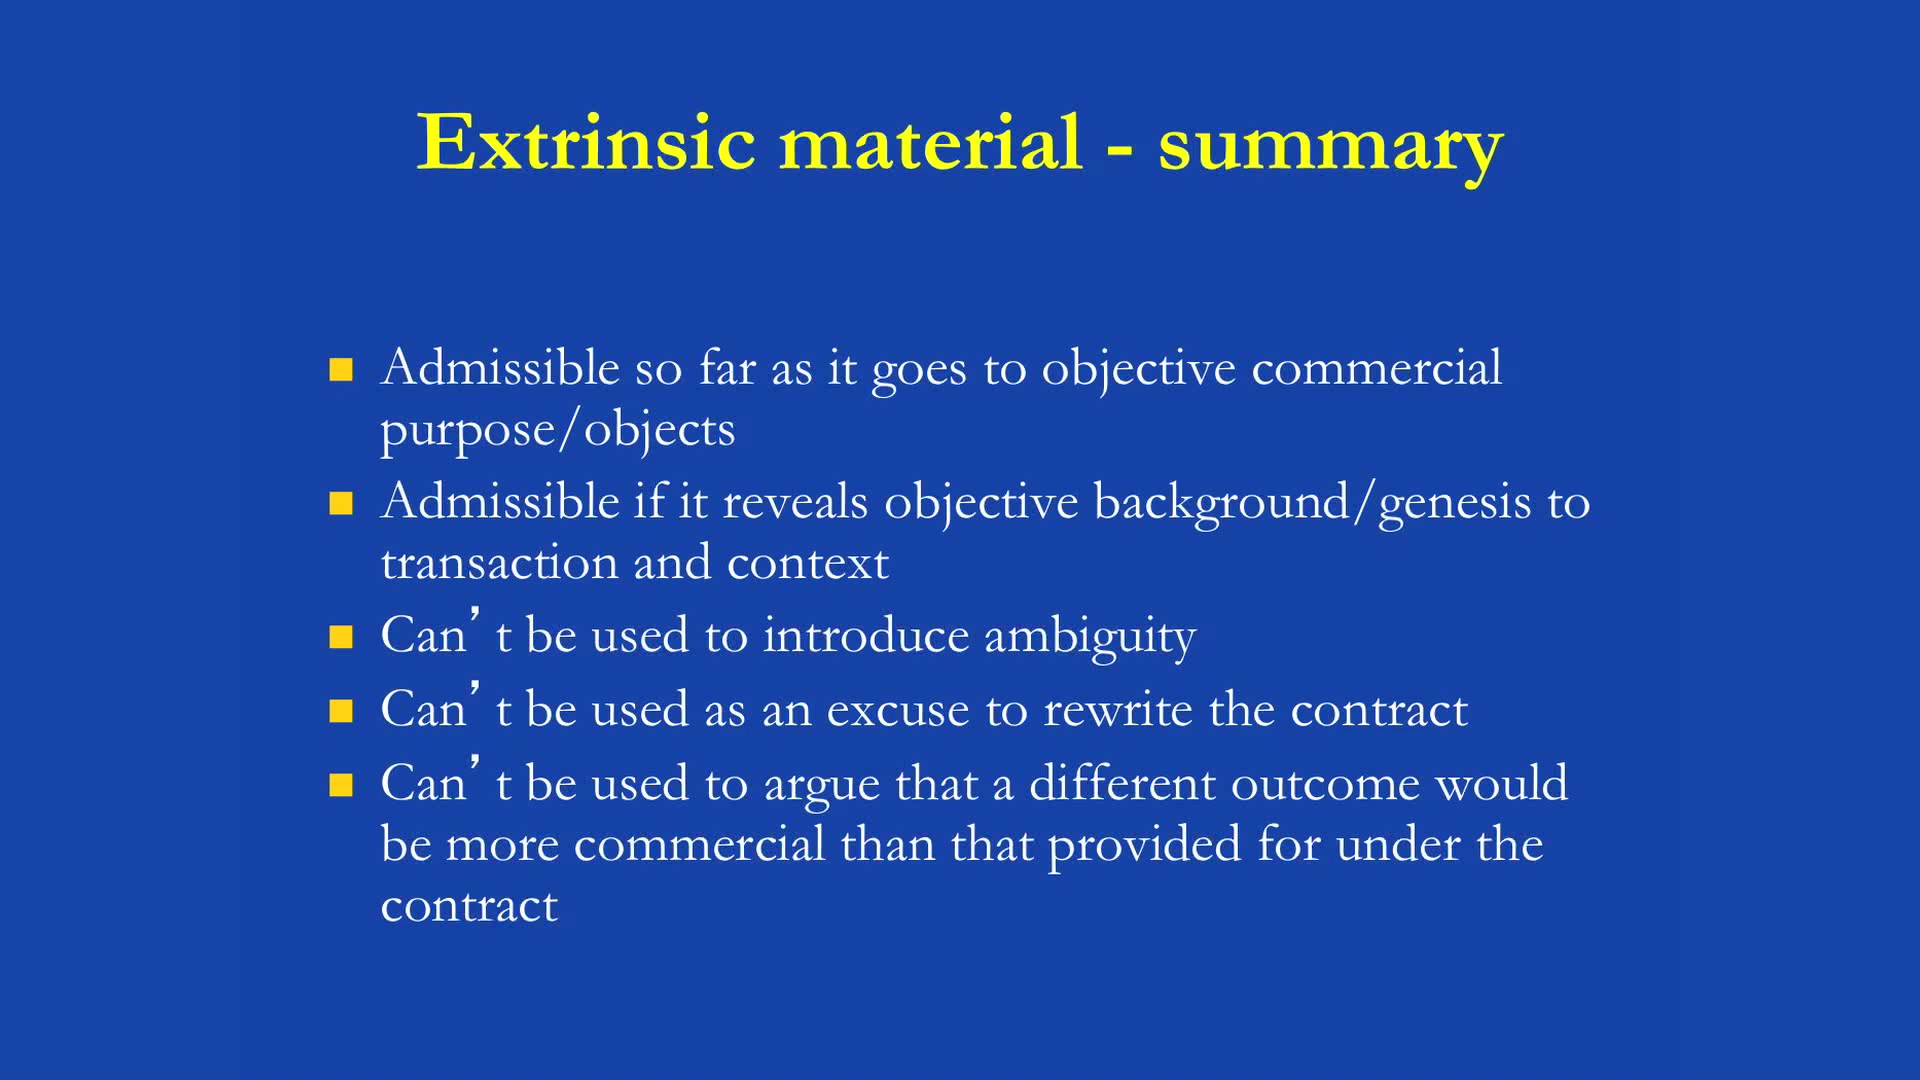 Extrinsic material - summary
Admissible so far as it goes to objective commercial
purpose/objects
Admissible if it reveals objective background/genesis to
transaction and context
Can’t be used to introduce ambiguity
Can’t be used as an excuse to rewrite the contract
Can’t be used to argue that a different outcome would
be more commercial than that provided for under the
contract